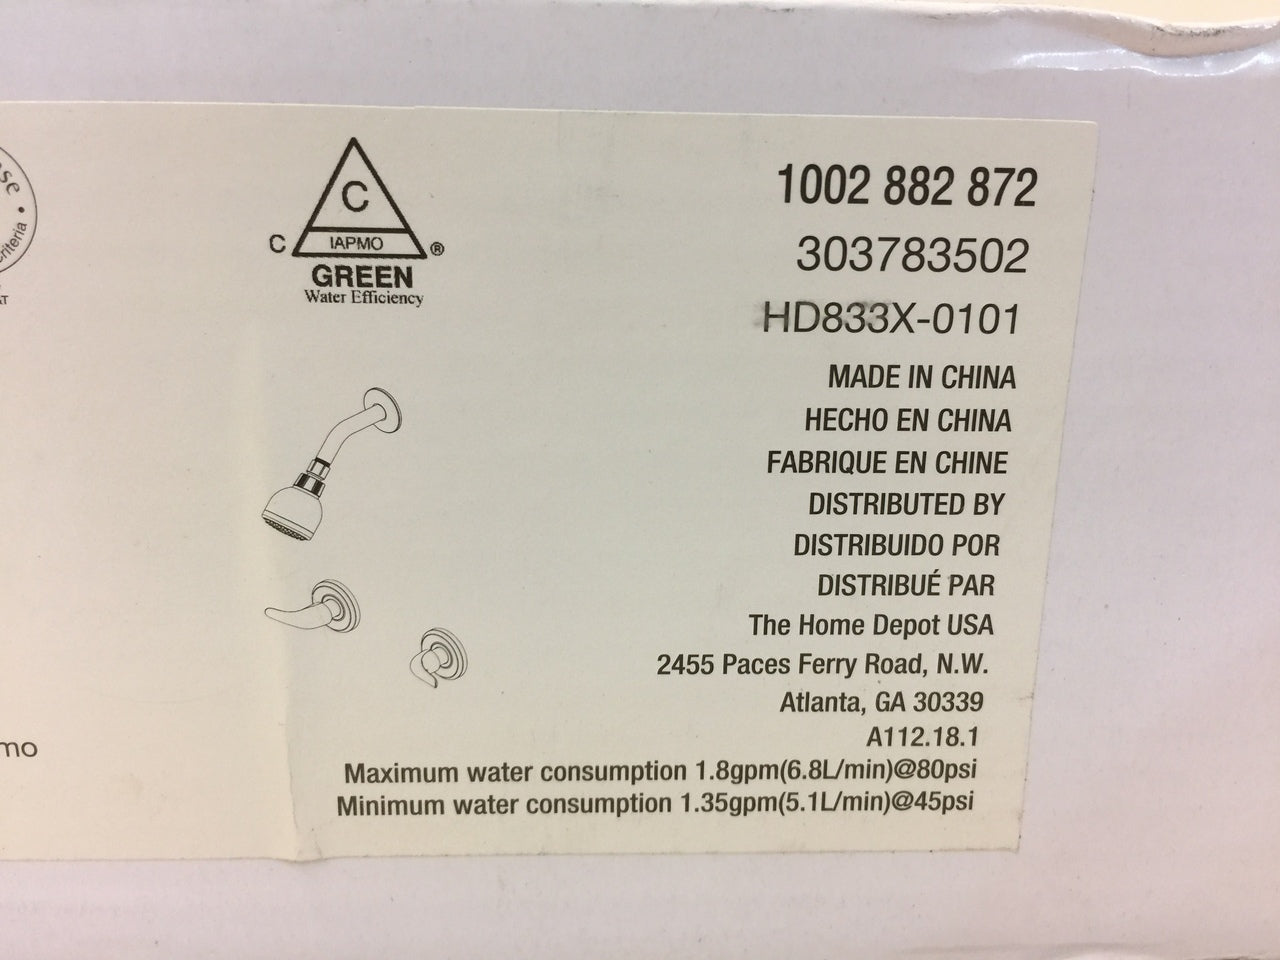 iteria
AT
mo
C
C IAPMO ®
GREEN
Water Efficiency
1002 882 872
303783502
HD833X-0101
MADE IN CHINA
HECHO EN CHINA
FABRIQUE EN CHINE
DISTRIBUTED BY
DISTRIBUIDO POR
DISTRIBUÉ PAR
The Home Depot USA
2455 Paces Ferry Road, N.W.
Atlanta, GA 30339
A112.18.1
Maximum water consumption 1.8gpm(6.8L/min)@80psi
Minimum water consumption 1.35gpm(5.1L/min)@45psi